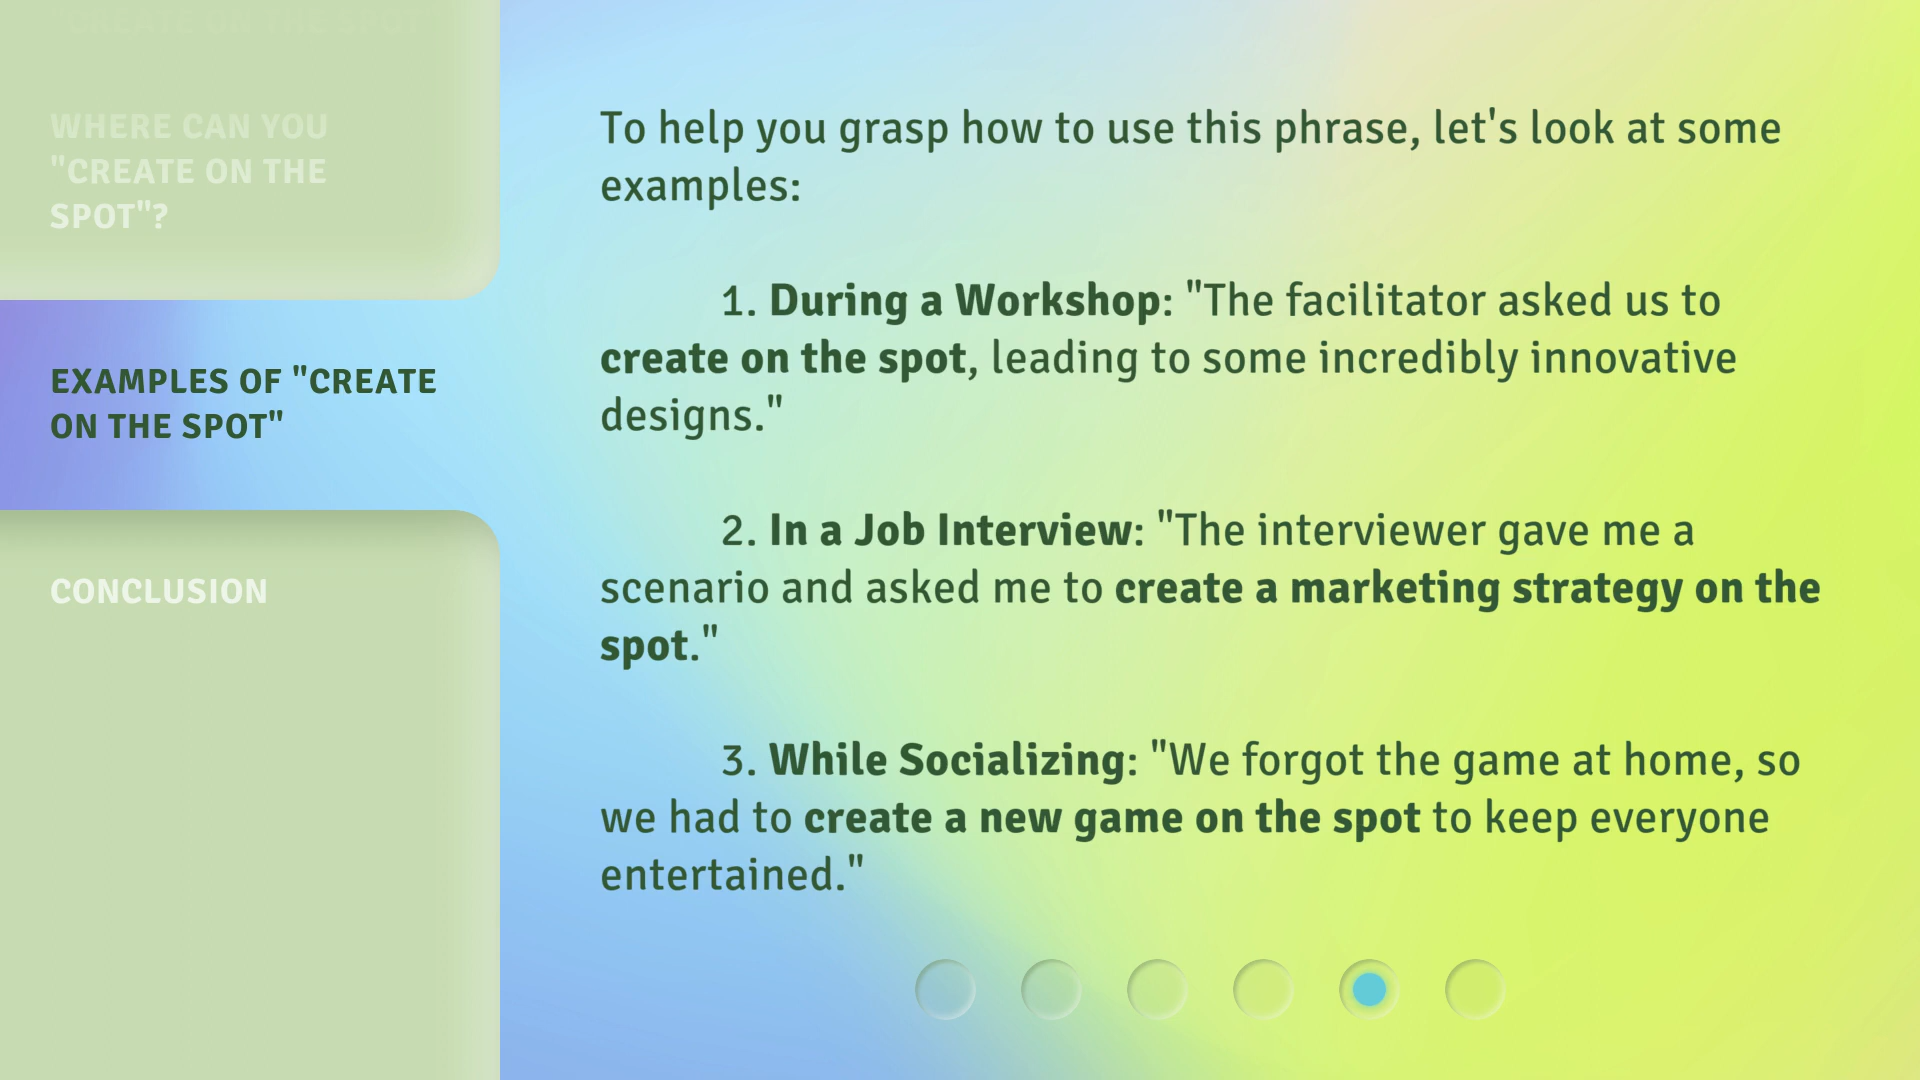 "CREATE ON THE SPOT"
WHERE CAN YOU
"CREATE ON THE
SPOT"?
EXAMPLES OF "CREATE
ON THE SPOT"
CONCLUSION
To help you grasp how to use this phrase, let's look at some
examples:
1. During a Workshop: "The facilitator asked us to
create on the spot, leading to some incredibly innovative
designs."
2. In a Job Interview: "The interviewer gave me a
scenario and asked me to create a marketing strategy on the
spot."
3. While Socializing: "We forgot the game at home, so
we had to create a new game on the spot to keep everyone
entertained."